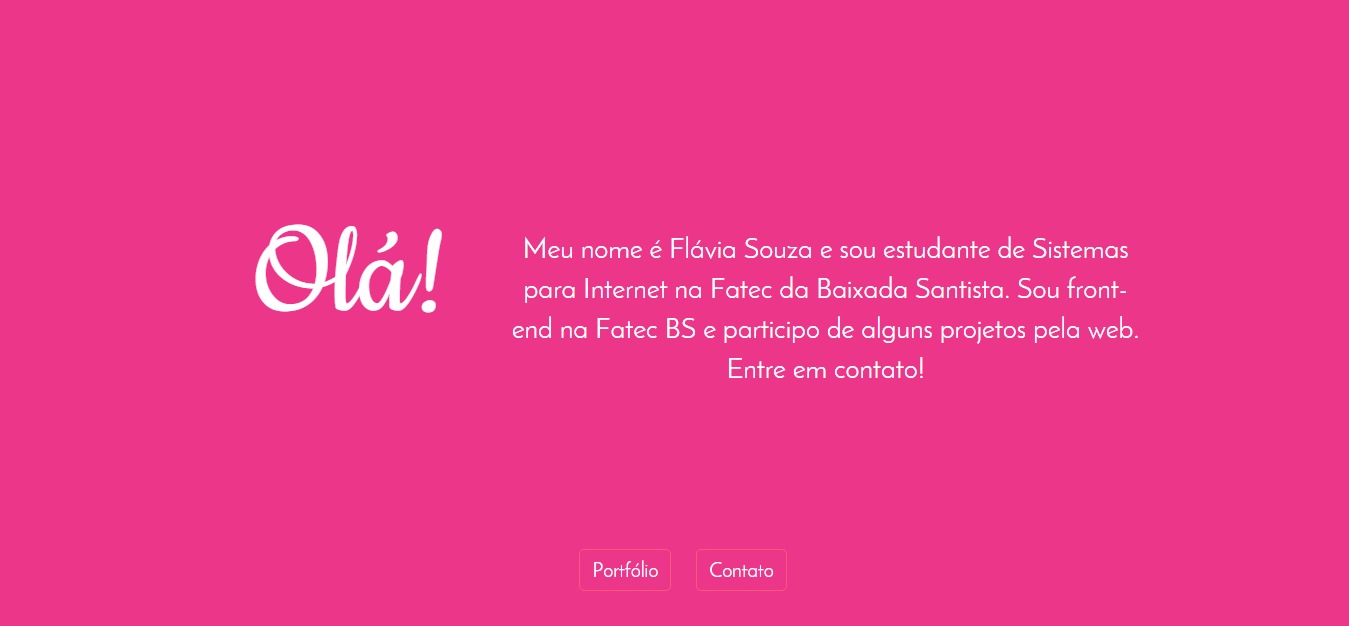 Olá!
Meu nome é Flávia Souza e sou estudante de Sistemas
para Internet na Fatec da Baixada Santista. Sou front-
end na Fatec BS e participo de alguns projetos pela web.
Entre em contato!
Portfólio
Contato